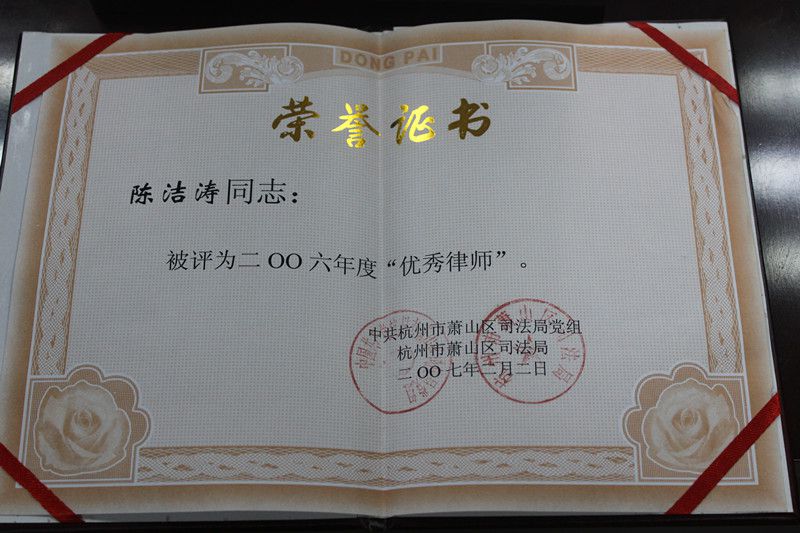 DONG PAI
荣誉证书
陈洁涛同志：
被评为二OO六年度“优秀律师”。
中共杭州市萧山区司法局党组
杭州市萧山区司法局
二OO七年二月二日